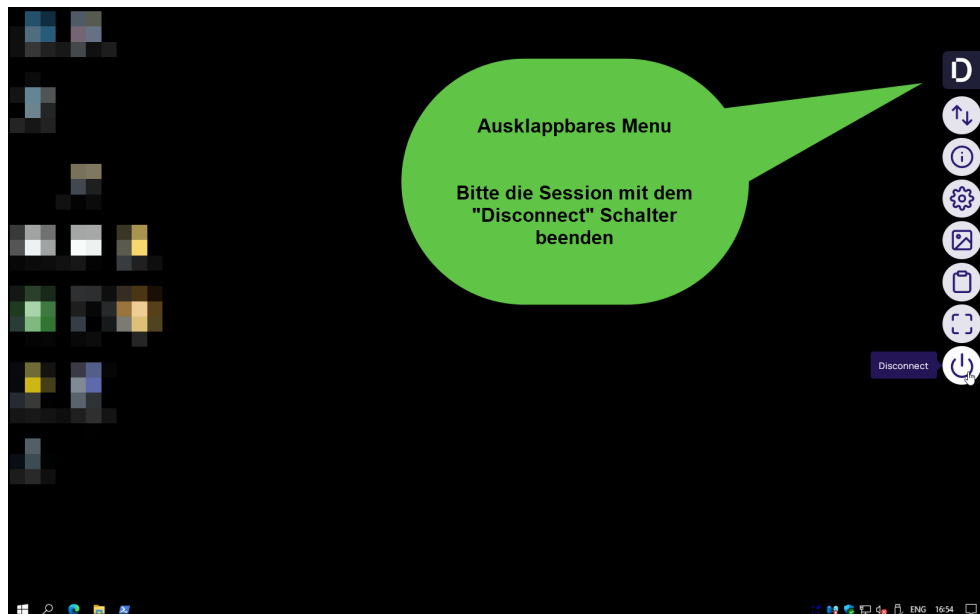 D
Ausklappbares Menu
Bitte die Session mit dem
"Disconnect" Schalter
beenden
Disconnect
ENG 16:54